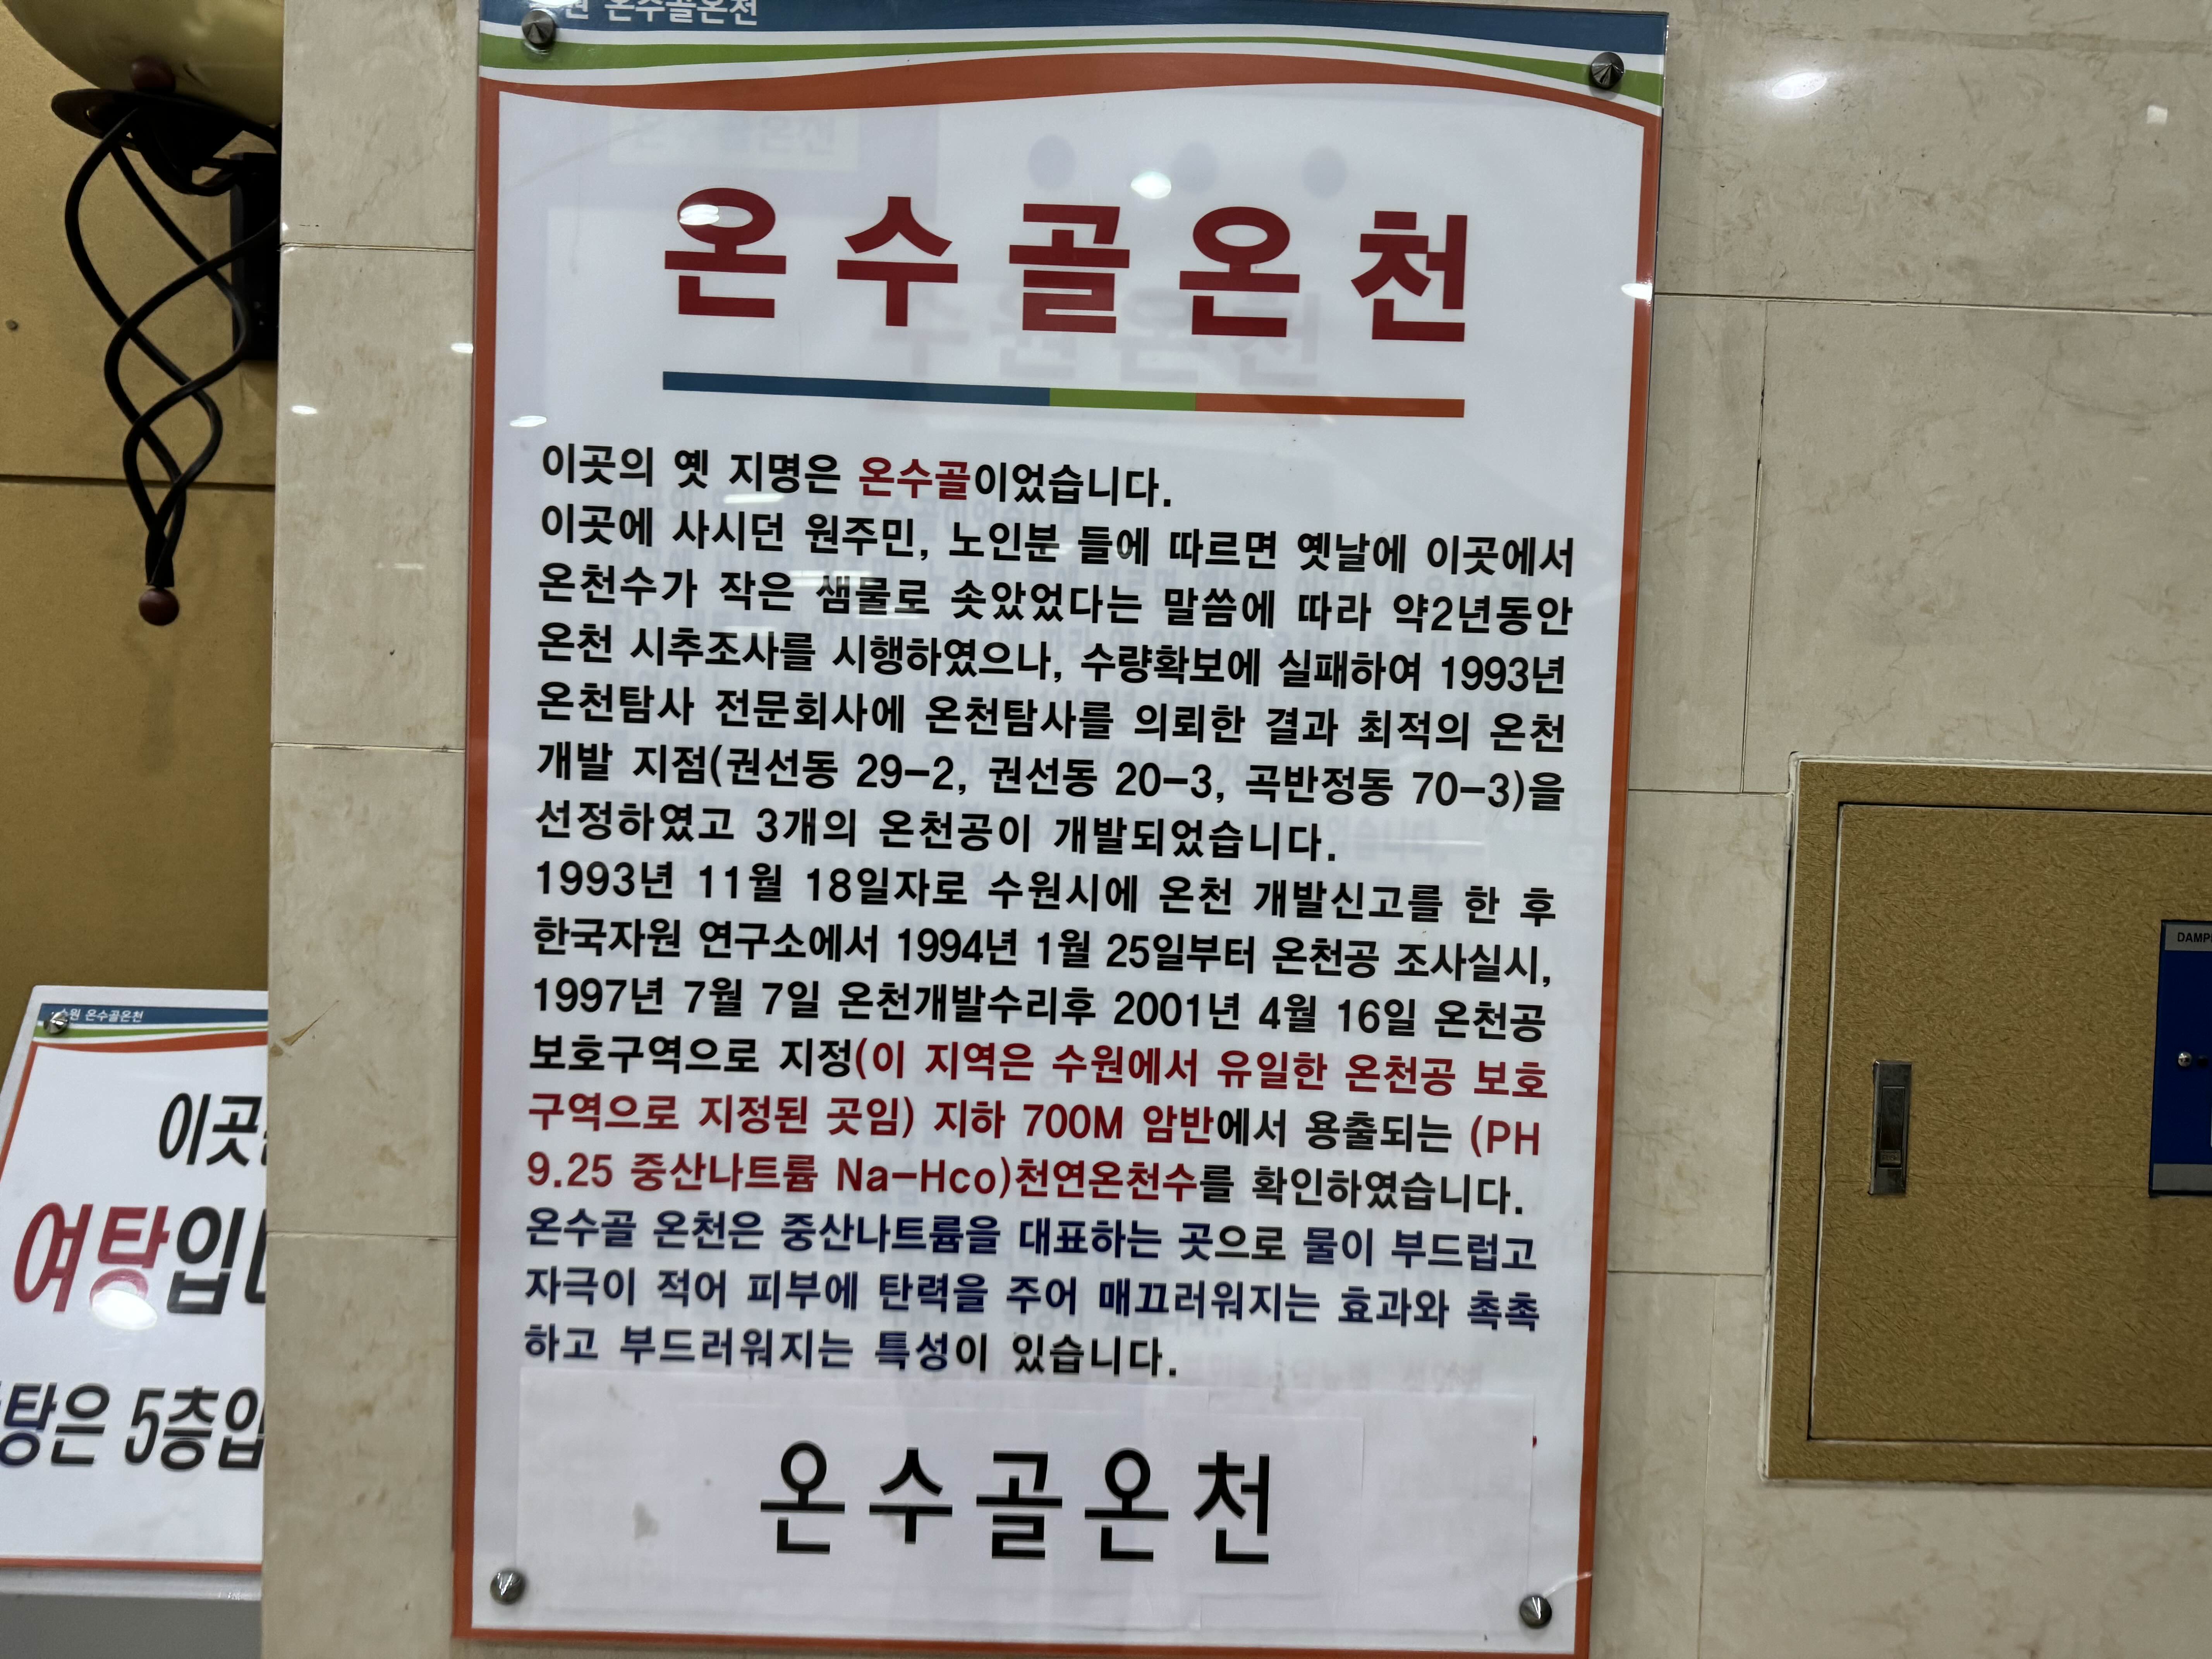 온수골온천
온수골온천
이곳의 옛 지명은 온수골이었습니다.
이곳에 사시던 원주민, 노인분 들에 따르면 옛날에 이곳에서
온천수가 작은 샘물로 솟았었다는 말씀에 따라 약2년동안
온천 시추조사를 시행하였으나, 수량확보에 실패하여 1993년
온천탐사 전문회사에 온천탐사를 의뢰한 결과 최적의 온천
개발 지점(권선동 29-2, 권선동 20-3, 곡반정동 70-3)을
선정하였고 3개의 온천공이 개발되었습니다.
1993년 11월 18일자로 수원시에 온천 개발신고를 한 후
한국자원 연구소에서 1994년 1월 25일부터 온천공 조사실시,
1997년 7월 7일 온천개발수리후 2001년 4월 16일 온천공
보호구역으로 지정(이 지역은 수원에서 유일한 온천공 보호
구역으로 지정된 곳임) 지하 700M 암반에서 용출되는 (PH
9.25 중산나트륨 Na-Hco)천연온천수를 확인하였습니다.
온수골 온천은 중산나트륨을 대표하는 곳으로 물이 부드럽고
자극이 적어 피부에 탄력을 주어 매끄러워지는 효과와 촉촉
하고 부드러워지는 특성이 있습니다.
온수골온천
수원 온수골온천
이곳
여탕입니
탕은 5층입
DAMP